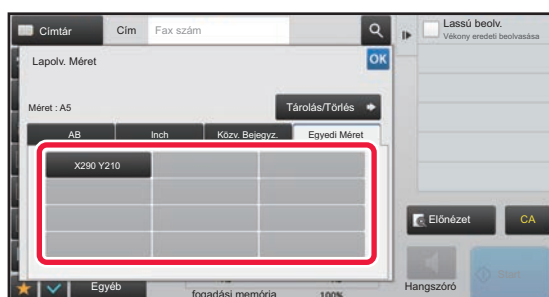 Címtár
Cím
Fax szám
Lassú beolv.
Vékony eredeti beolvasása
Lapolv. Méret
OK
Méret : A5
Tárolás/Törlés
AB
Inch
Közv. Bejegyz.
Egyedi Méret
X290 Y210
Előnézet
CA
Egyéb
fogadási memória
100%
Hangszóró
Start